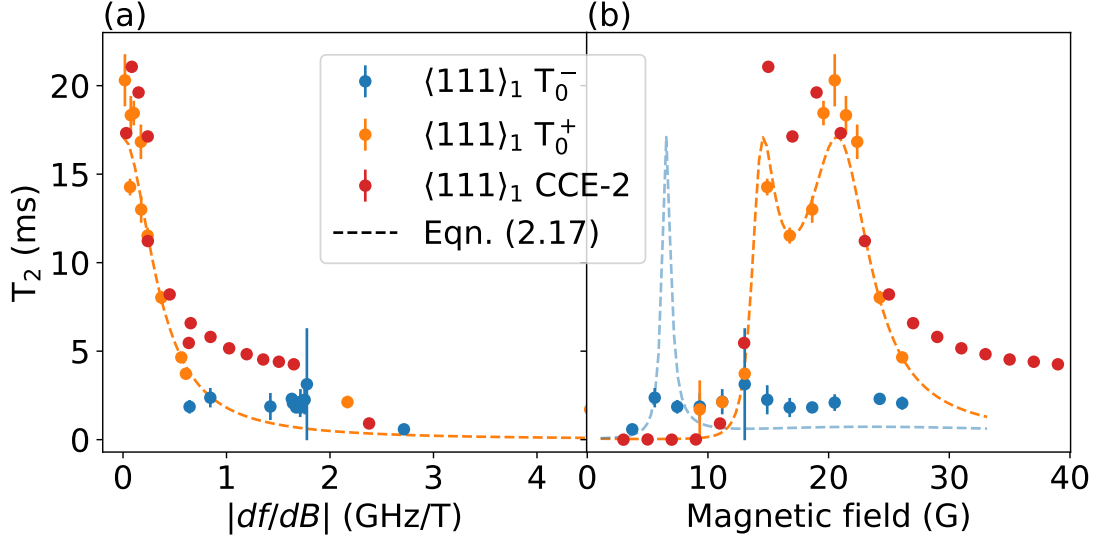 (a) (b)
⟨111⟩₁ T₀⁻
⟨111⟩₁ T₀⁺
⟨111⟩₁ CCE-2
Eqn. (2.17)
T₂ (ms)
20
15
10
5
0
0 1 2 3 4 0 10 20 30 40
|df/dB| (GHz/T) Magnetic field (G)